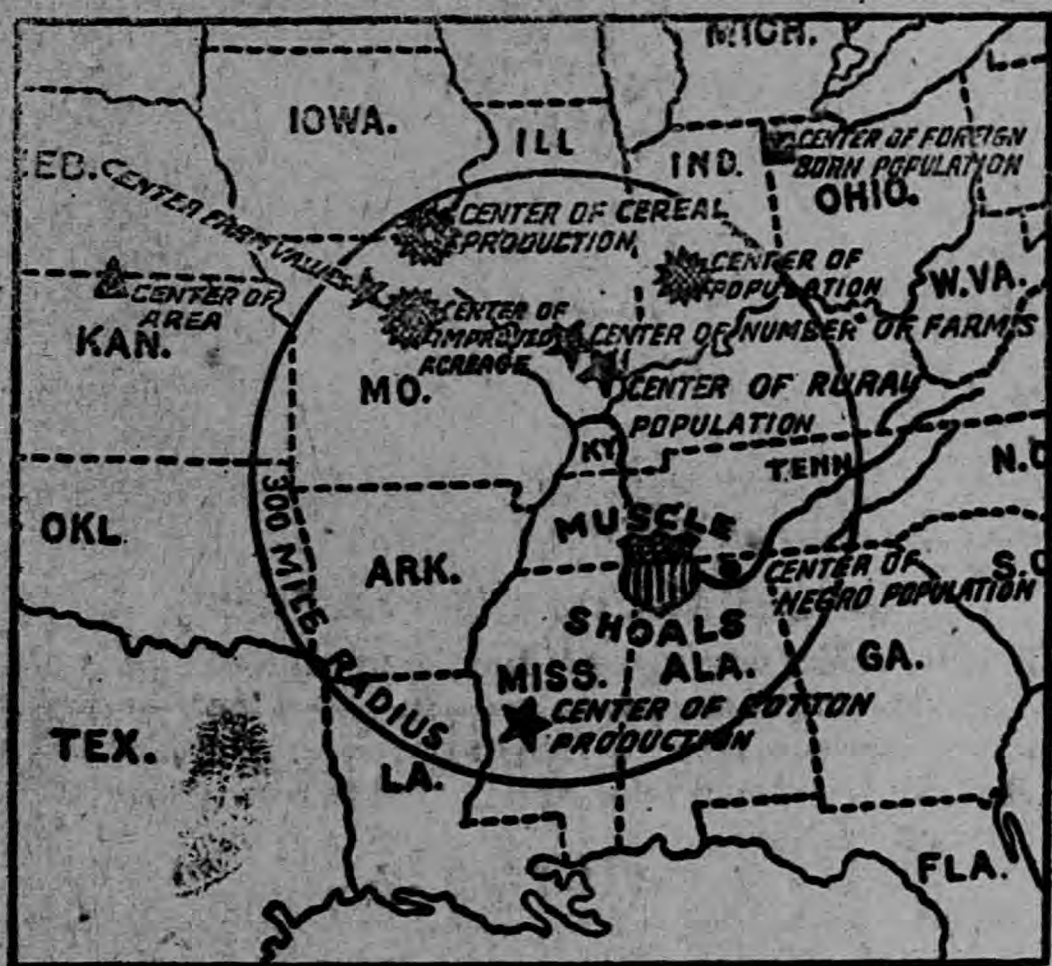 MICH.
IOWA.
ILL
IND.
CENTER OF FOREIGN
BORN POPULATION
OHIO.
EB.
CENTER FARM VALUES
CENTER OF CEREAL
PRODUCTION
CENTER OF
POPULATION
W.VA.
CENTER OF
AREA
KAN.
CENTER OF
IMPROVED
ACREAGE
CENTER OF NUMBER OF FARMS
MO.
CENTER OF RURAL
POPULATION
KY
TENN
N.C
300 MILE RADIUS
OKL
ARK.
MUSCLE
SHOALS
CENTER OF
NEGRO POPULATION
S.C
MISS.
ALA.
GA.
CENTER OF COTTON
PRODUCTION
TEX.
LA.
FLA.